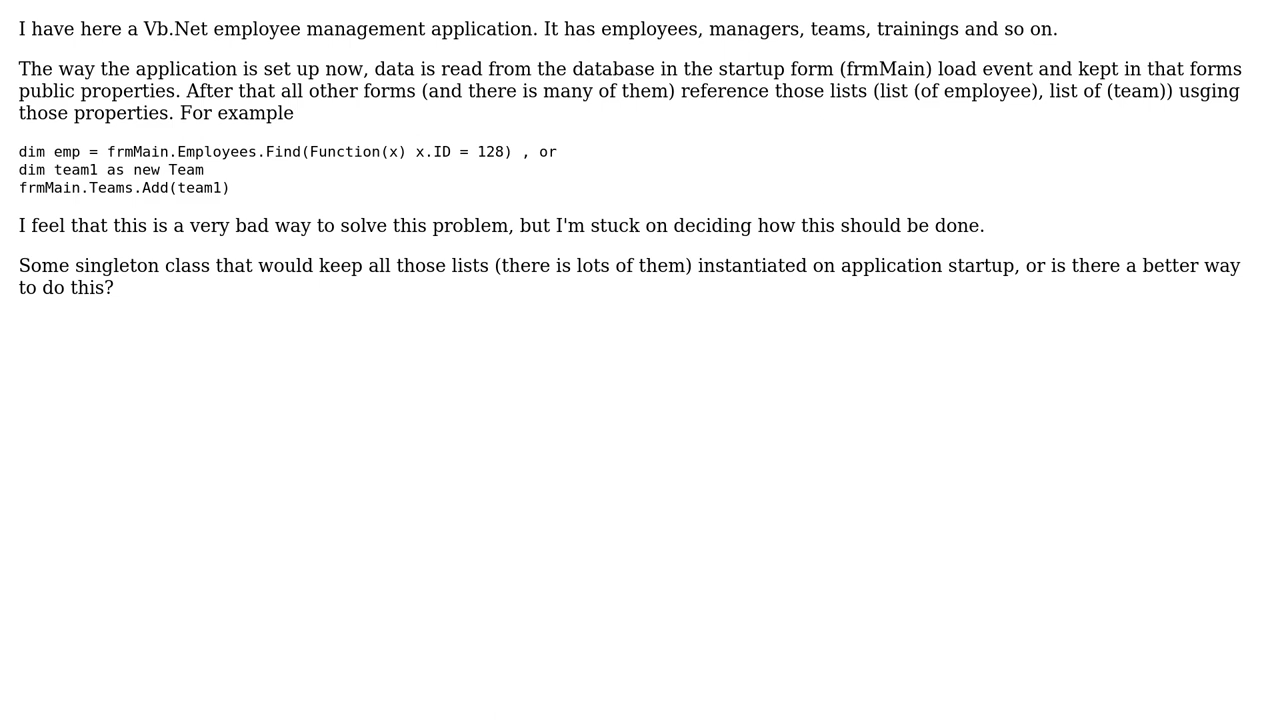 I have here a Vb.Net employee management application. It has employees, managers, teams, trainings and so on.
The way the application is set up now, data is read from the database in the startup form (frmMain) load event and kept in that forms
public properties. After that all other forms (and there is many of them) reference those lists (list (of employee), list of (team)) usging
those properties. For example
dim emp = frmMain.Employees.Find(Function(x) x.ID = 128) , or
dim team1 as new Team
frmMain.Teams.Add(team1)
I feel that this is a very bad way to solve this problem, but I'm stuck on deciding how this should be done.
Some singleton class that would keep all those lists (there is lots of them) instantiated on application startup, or is there a better way
to do this?